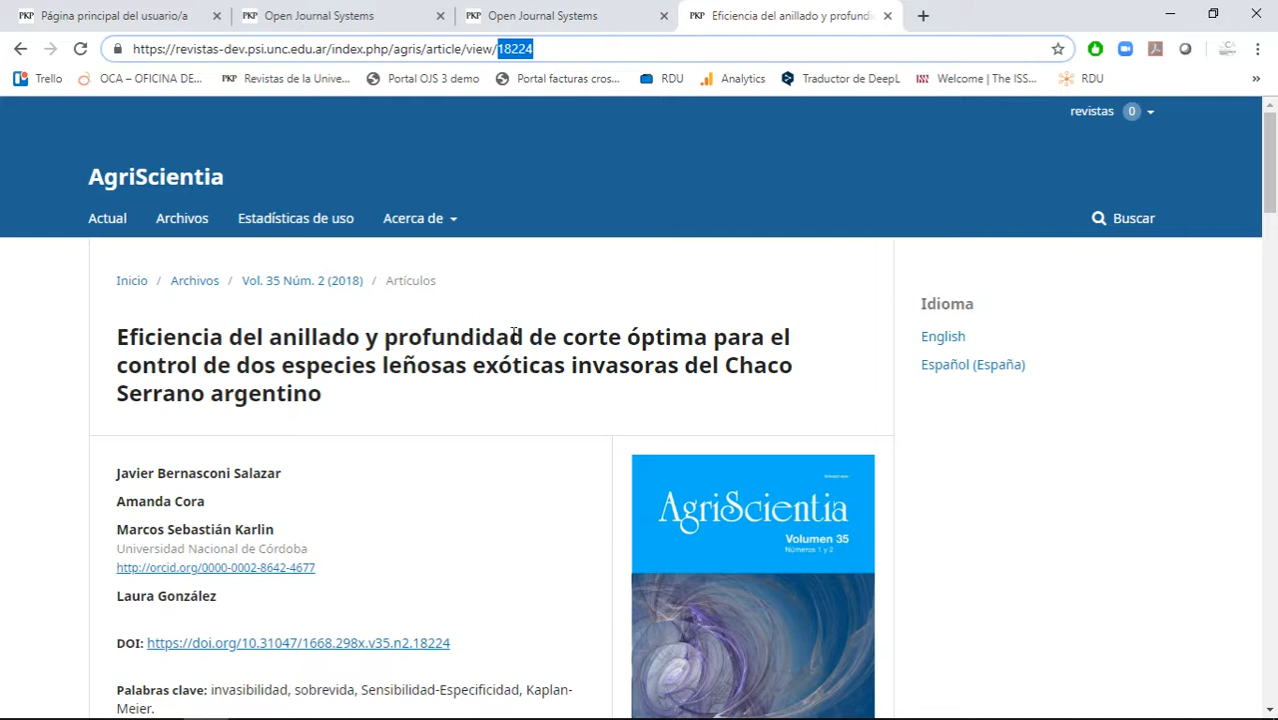 PKP Página principal del usuario/a
PKP Open Journal Systems
PKP Open Journal Systems
PKP Eficiencia del anillado y profundi
https://revistas-dev.psi.unc.edu.ar/index.php/agris/article/view/18224
Trello
OCA – OFICINA DE...
PKP Revistas de la Unive...
Portal OJS 3 demo
Portal facturas cros...
RDU
Analytics
Traductor de DeepL
Welcome | The ISS...
RDU
»
revistas 0
AgriScientia
Actual
Archivos
Estadísticas de uso
Acerca de
Buscar
Inicio / Archivos / Vol. 35 Núm. 2 (2018) / Artículos
Eficiencia del anillado y profundidad de corte óptima para el
control de dos especies leñosas exóticas invasoras del Chaco
Serrano argentino
Javier Bernasconi Salazar
Amanda Cora
Marcos Sebastián Karlin
Universidad Nacional de Córdoba
http://orcid.org/0000-0002-8642-4677
Laura González
DOI: https://doi.org/10.31047/1668.298x.v35.n2.18224
Palabras clave: invasibilidad, sobrevida, Sensibilidad-Especificidad, Kaplan-
Meier.
AgriScientia
Volumen 35
Números 1 y 2
Idioma
English
Español (España)